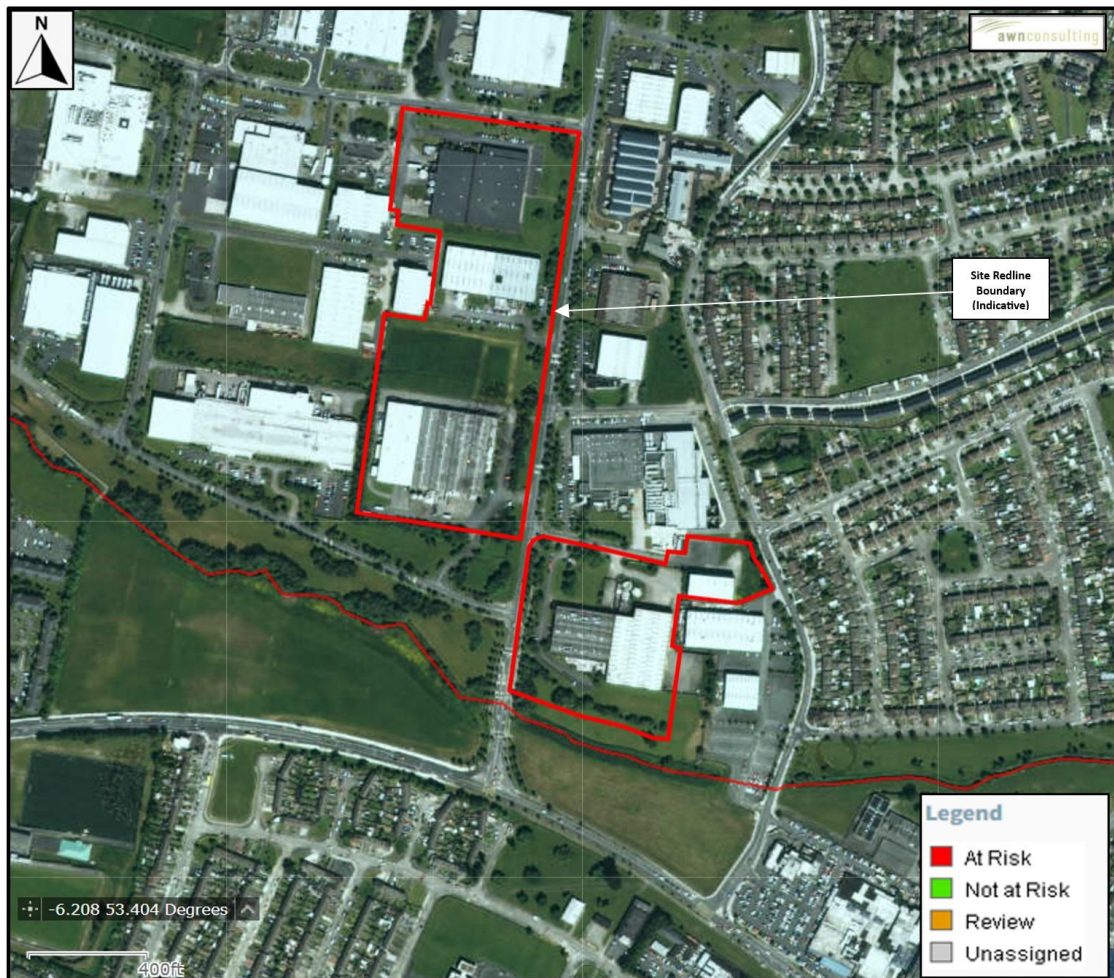 N
awnconsulting
Site Redline
Boundary
(Indicative)
Legend
At Risk
Not at Risk
Review
Unassigned
-6.208 53.404 Degrees
400ft